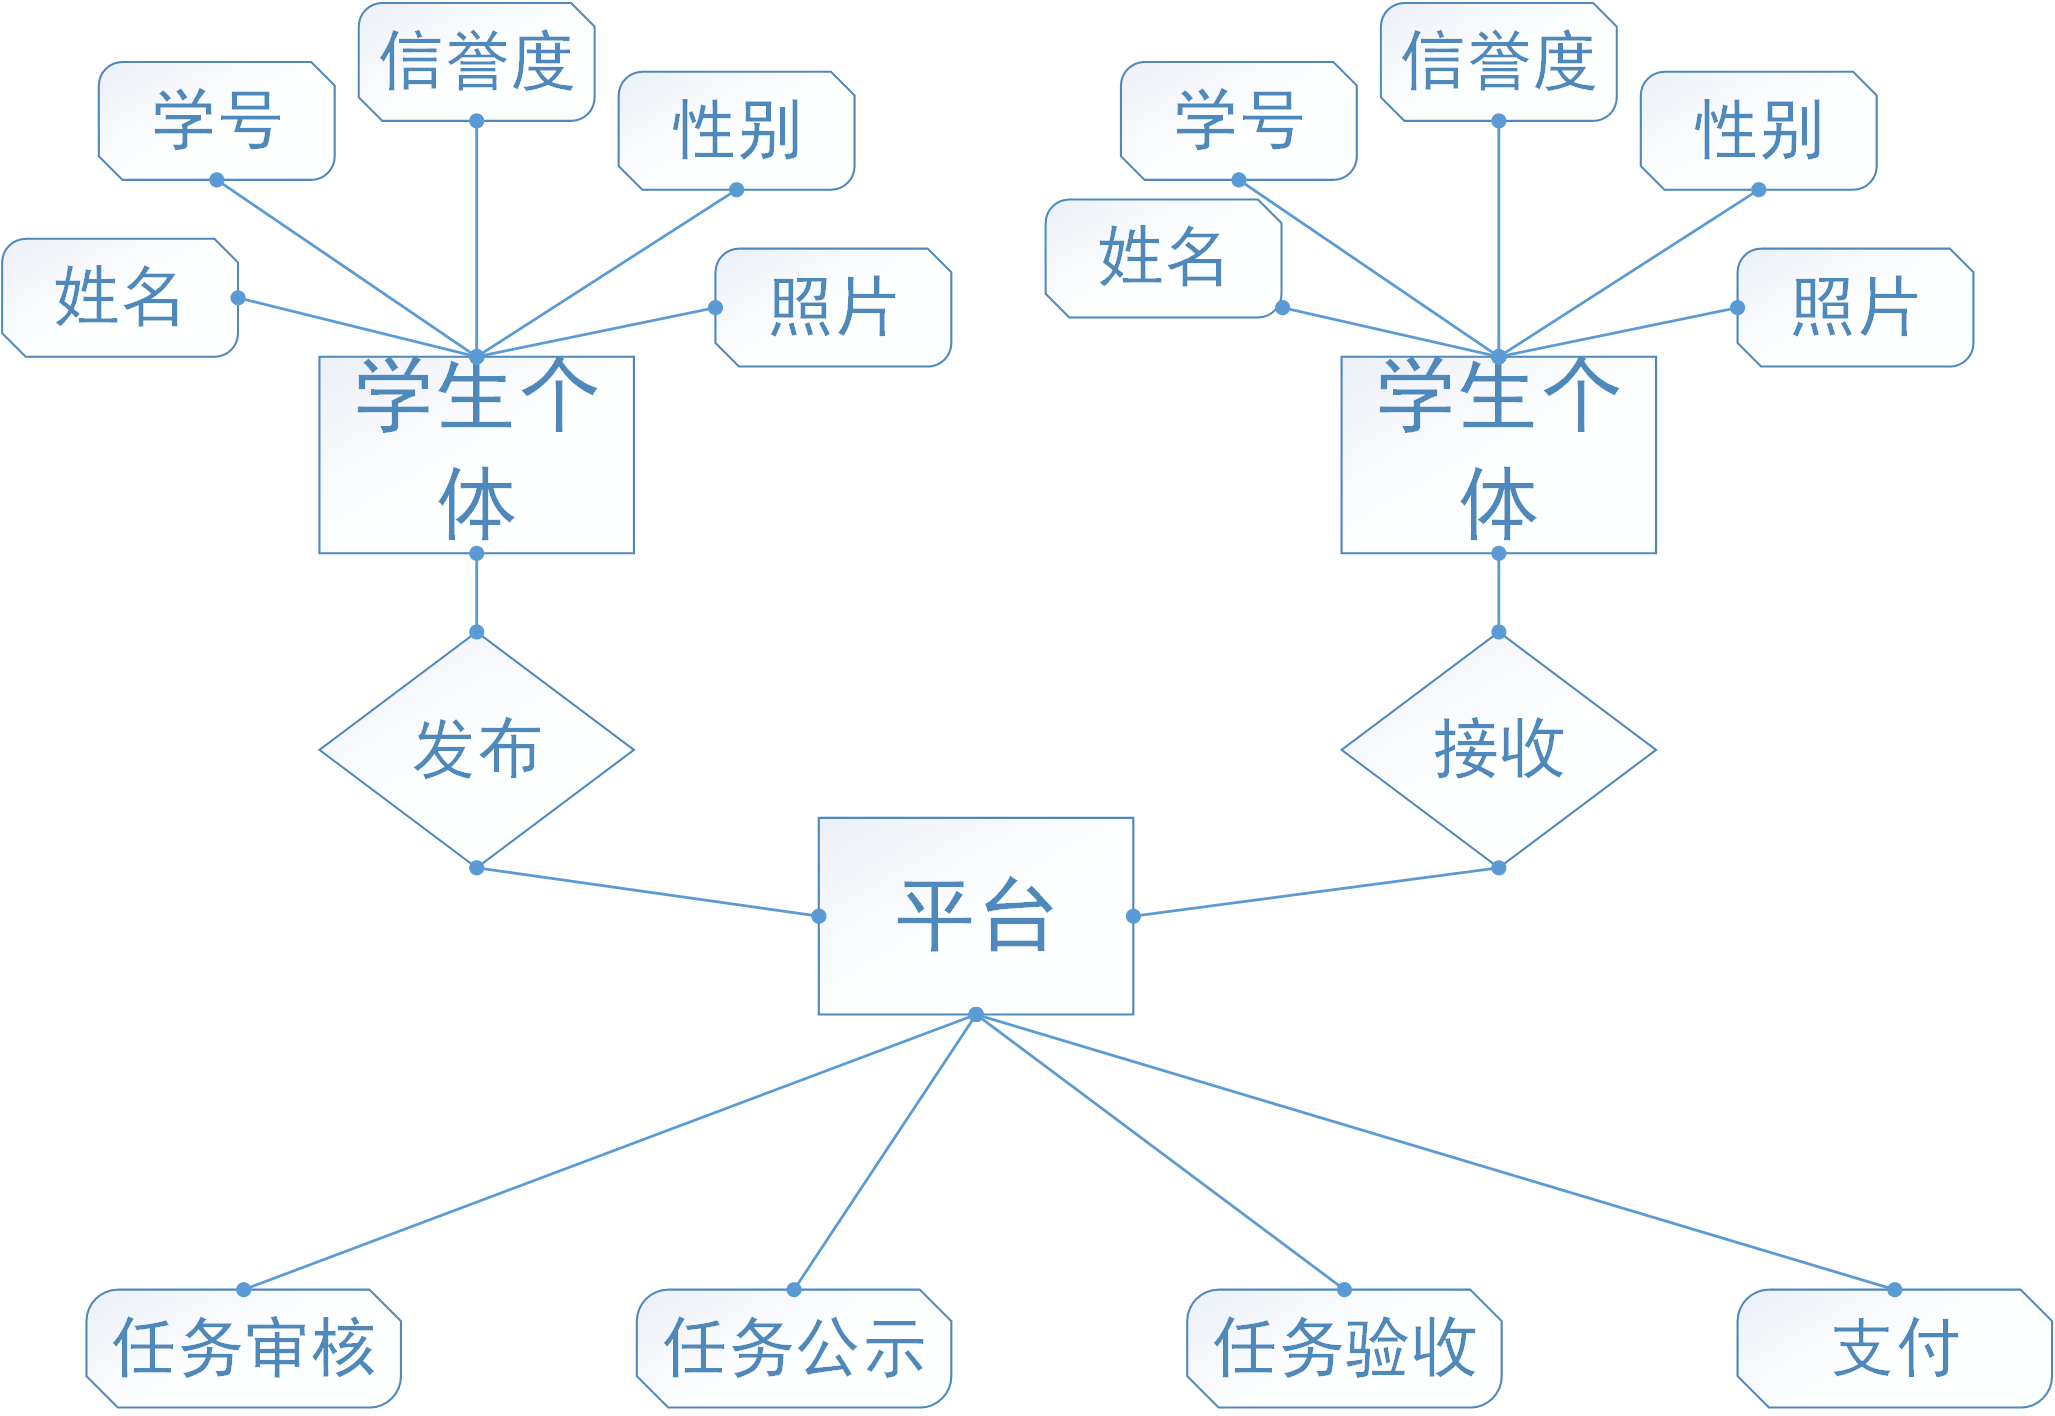 信誉度
信誉度
学号
性别
学号
性别
姓名
照片
姓名
照片
学生个
体
学生个
体
发布
接收
平台
任务审核
任务公示
任务验收
支付